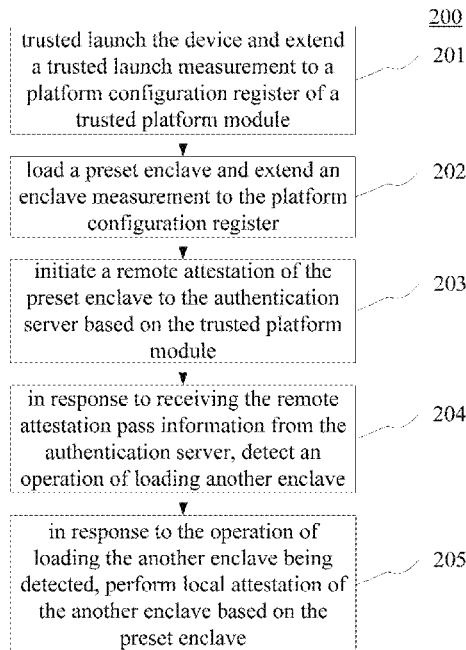 200
trusted launch the device and extend
a trusted launch measurement to a
platform configuration register of a
trusted platform module
201
load a preset enclave and extend an
enclave measurement to the platform
configuration register
202
initiate a remote attestation of the
preset enclave to the authentication
server based on the trusted platform
module
203
in response to receiving the remote
attestation pass information from the
authentication server, detect an
operation of loading another enclave
204
in response to the operation of
loading the another enclave being
detected, perform local attestation of
the another enclave based on the
preset enclave
205